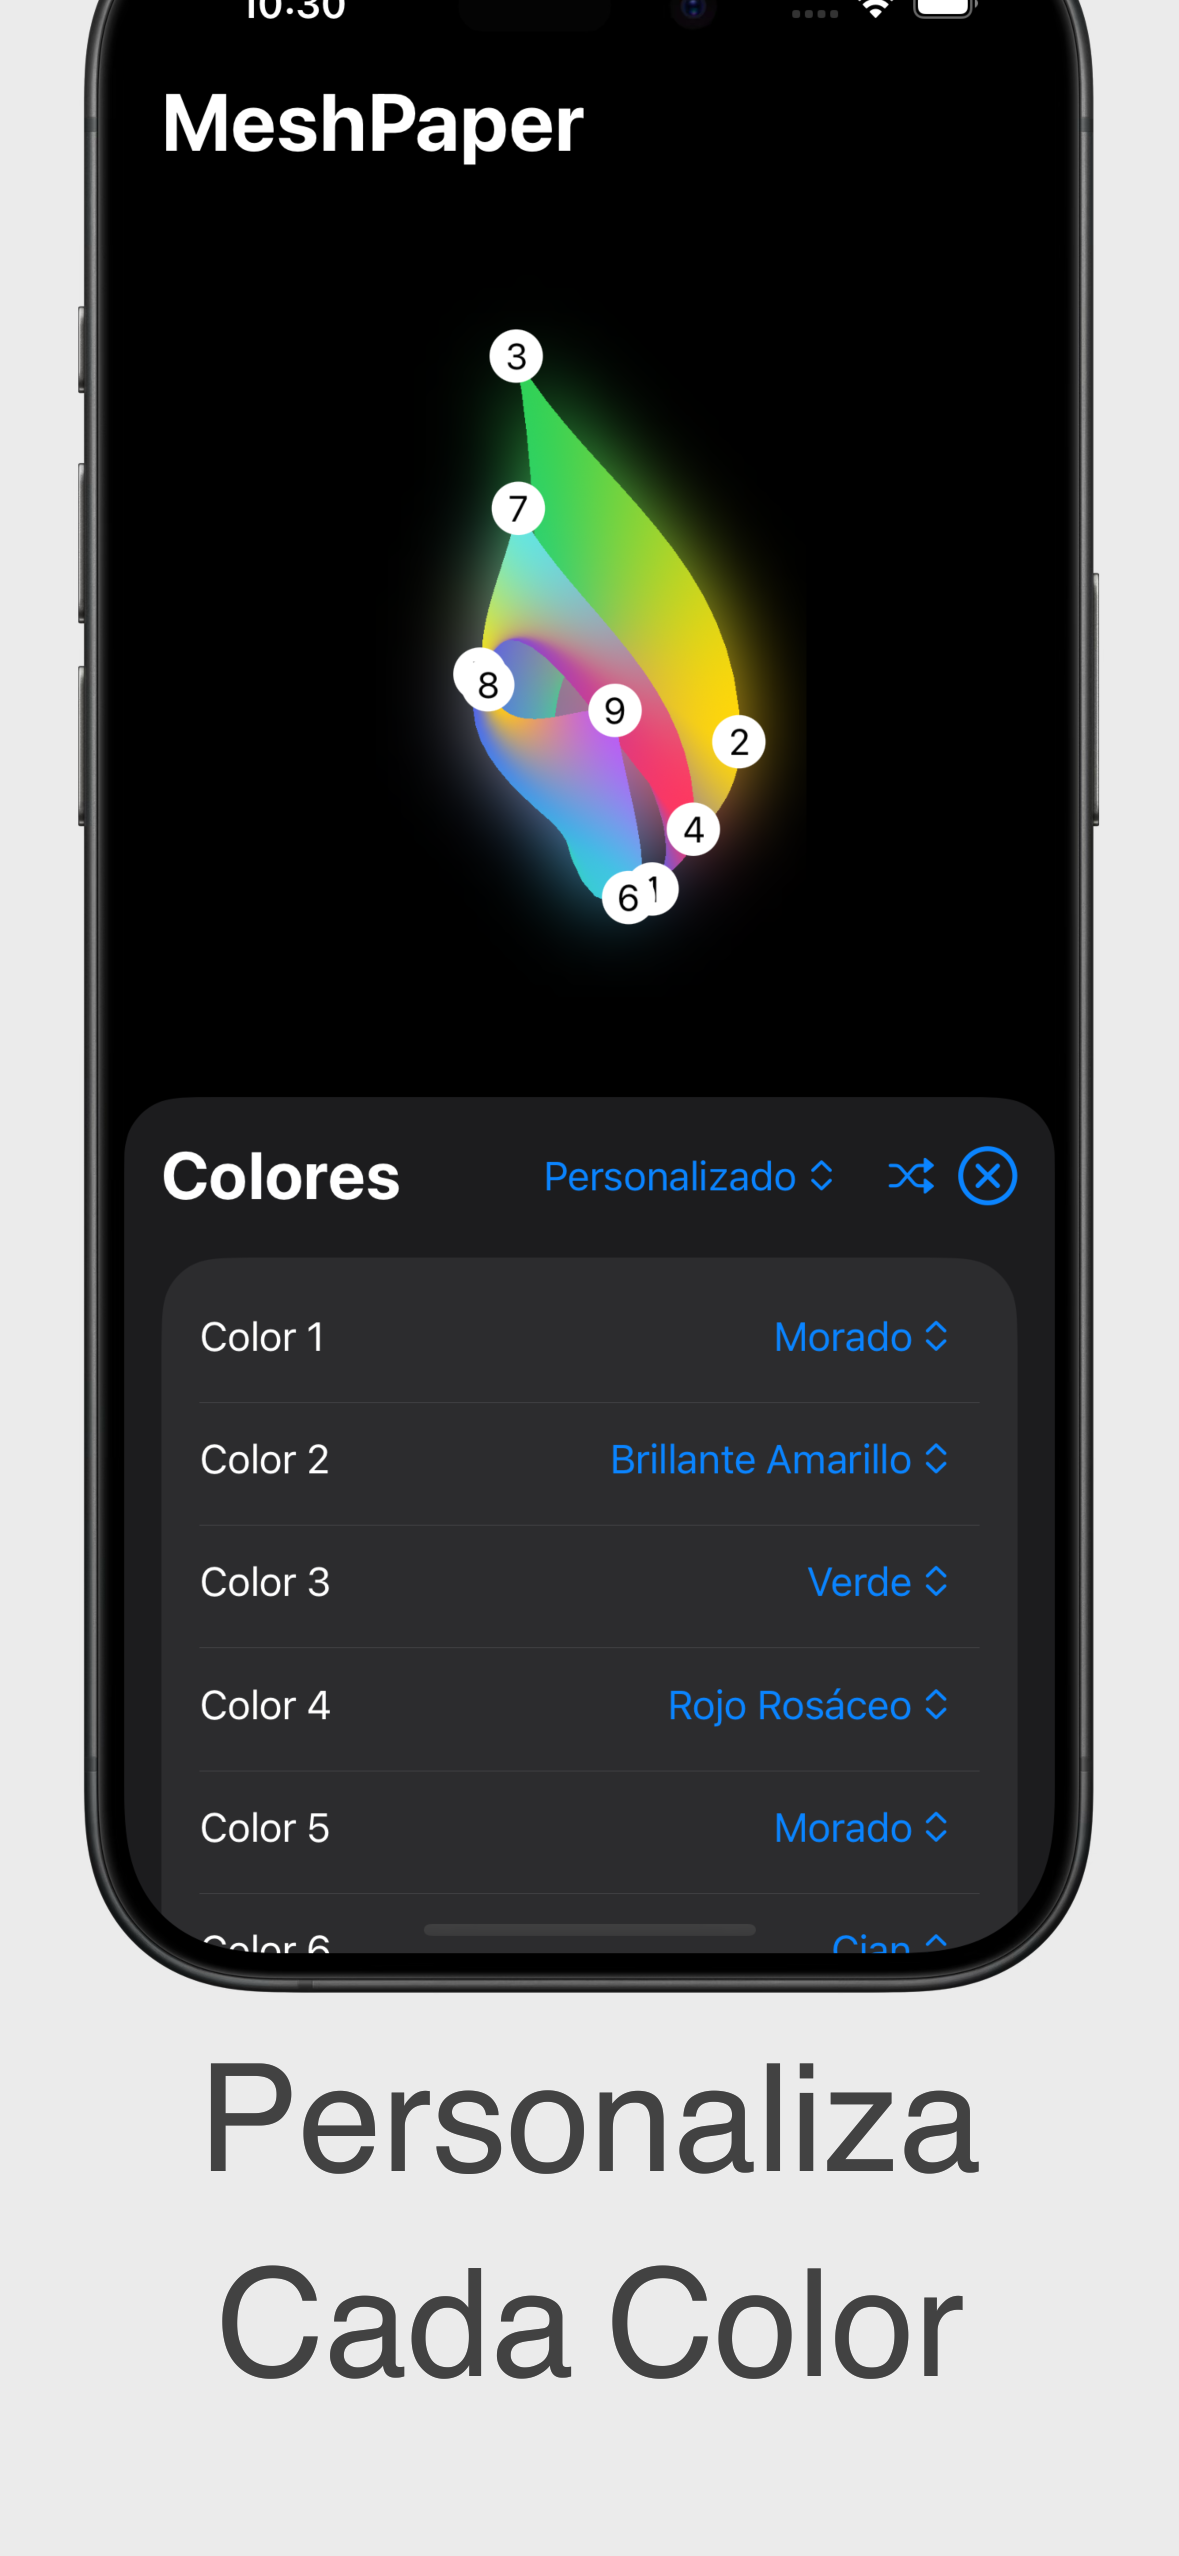 10:30
MeshPaper
3
7
8
9
2
4
6 1
Colores Personalizado
Color 1 Morado
Color 2 Brillante Amarillo
Color 3 Verde
Color 4 Rojo Rosáceo
Color 5 Morado
Color 6 Cian
Personaliza
Cada Color